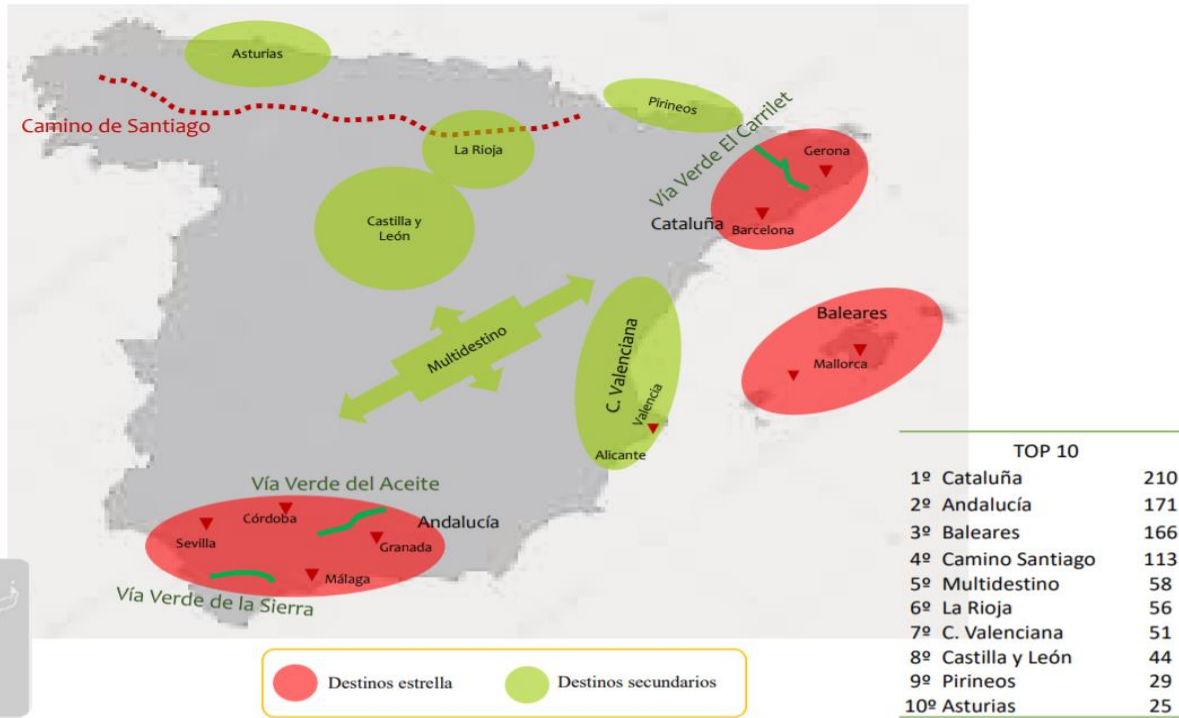 Asturias
Camino de Santiago
Pirineos
La Rioja
Vía Verde El Carrilet
Gerona
Cataluña
Barcelona
Castilla y
León
Baleares
Mallorca
Multidestino
C. Valenciana
Valencia
Alicante
Vía Verde del Aceite
Córdoba
Andalucía
Sevilla
Granada
Málaga
Vía Verde de la Sierra
Destinos estrella
Destinos secundarios
TOP 10
1º Cataluña 210
2º Andalucía 171
3º Baleares 166
4º Camino Santiago 113
5º Multidestino 58
6º La Rioja 56
7º C. Valenciana 51
8º Castilla y León 44
9º Pirineos 29
10º Asturias 25